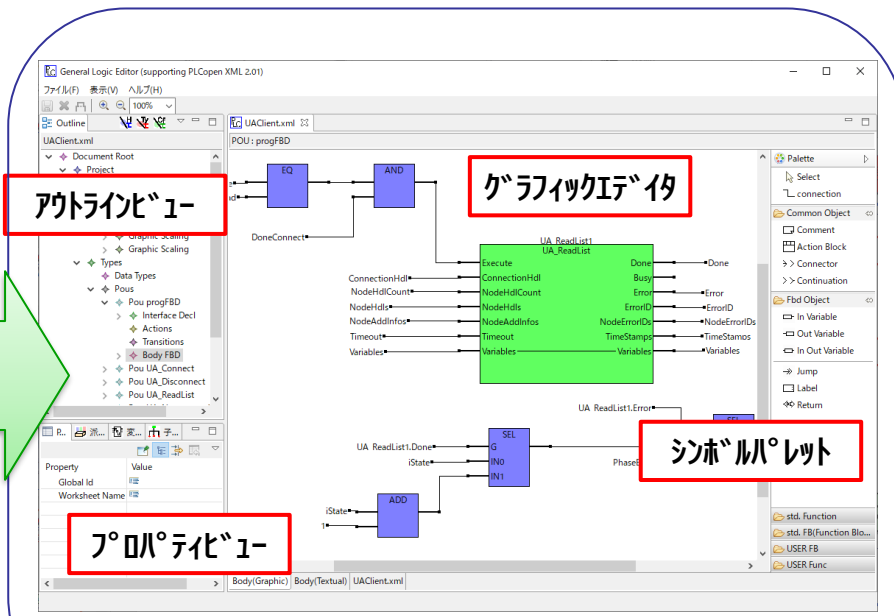 General Logic Editor (supporting PLCopen XML 2.01)
ファイル(F) 表示(V) ヘルプ(H)
100%
Outline
UAClient.xml
POU : progFBD
UAClient.xml
Document Root
Project
アウトラインビュー
Graphic Scaling
Graphic Scaling
Types
Data Types
Pous
Pou progFBD
Interface Decl
Actions
Transitions
Body FBD
Pou UA_Connect
Pou UA_Disconnect
Pou UA_ReadList
派...
変...
子...
Property Value
Global Id
Worksheet Name
プロパティビュー
EQ
AND
グラフィックエディタ
DoneConnect
UA_ReadList1
UA_ReadList
Execute Done Done
ConnectionHdl ConnectionHdl Busy
NodeHdlCount NodeHdlCount Error Error
NodeHdls NodeHdls ErrorID ErrorID
NodeAddInfos NodeAddInfos NodeErrorIDs NodeErrorIDs
Timeout Timeout TimeStamps TimeStamos
Variables Variables Variables Variables
UA_ReadList1.Error
SEL
UA_ReadList1.Done G
iState IN0
IN1
ADD
iState
1
シンボルパレット
Body(Graphic) Body(Textual) UAClient.xml
Palette
Select
connection
Common Object
Comment
Action Block
Connector
Continuation
Fbd Object
In Variable
Out Variable
In Out Variable
Jump
Label
Return
std. Function
std. FB(Function Blo...
USER FB
USER Func